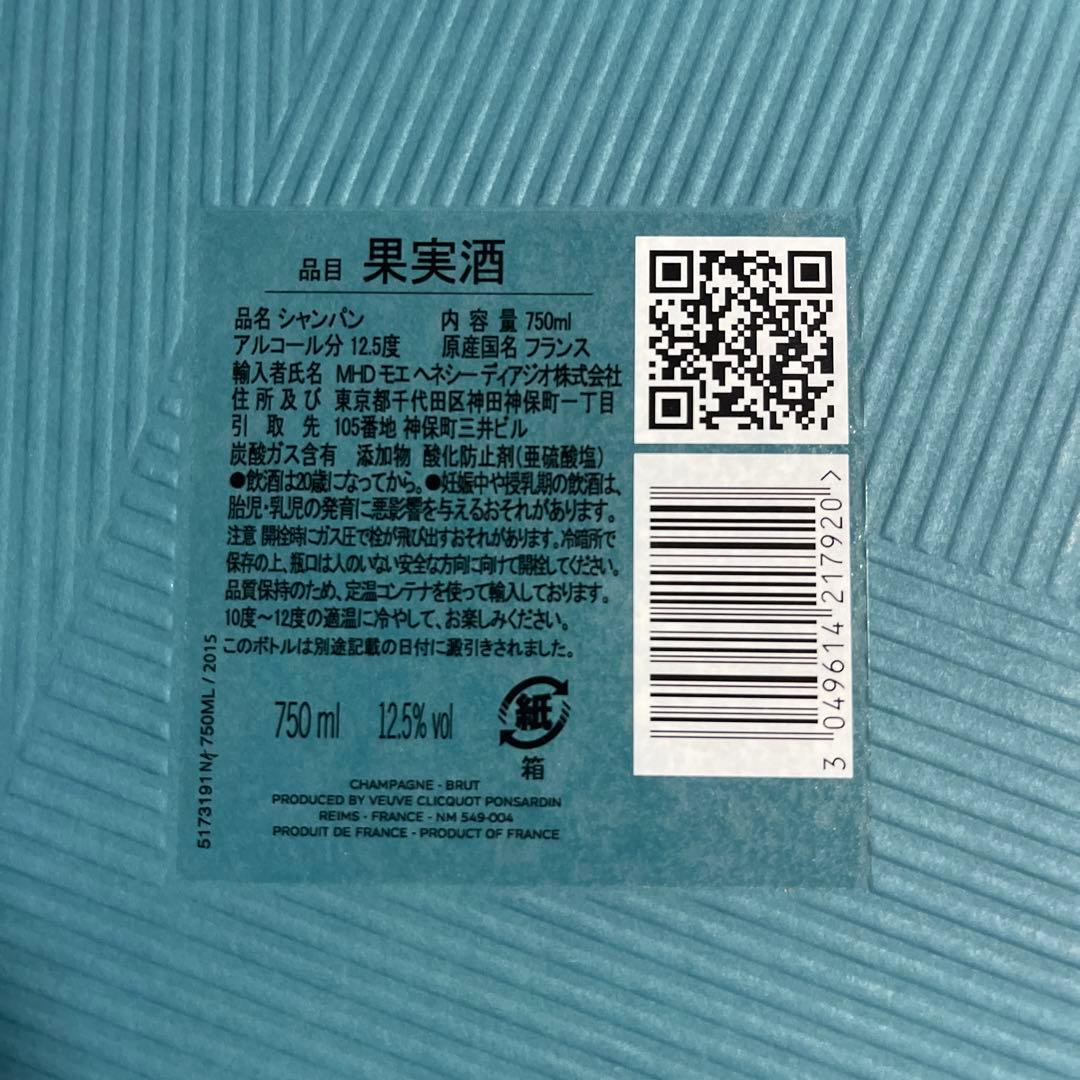 品目 果実酒
品名 シャンパン 内容量 750ml
アルコール分 12.5度 原産国名 フランス
輸入者氏名 MHD モエ ヘネシー ディアジオ株式会社
住所及び 東京都千代田区神田神保町一丁目
引取先 105番地 神保町三井ビル
炭酸ガス含有 添加物 酸化防止剤(亜硫酸塩)
●飲酒は20歳になってから。●妊娠中や授乳期の飲酒は、
胎児・乳児の発育に悪影響を与えるおそれがあります。
注意 開栓時にガス圧で栓が飛び出すおそれがあります。冷暗所で
保存の上、瓶口は人のいない安全な方向に向けて開栓してください。
品質保持のため、定温コンテナを使って輸入しております。
10度〜12度の適温に冷やして、お楽しみください。
このボトルは別途記載の日付に澱引きされました。
750 ml 12.5% vol
紙
箱
CHAMPAGNE - BRUT
PRODUCED BY VEUVE CLICQUOT PONSARDIN
REIMS - FRANCE - NM 549-004
PRODUIT DE FRANCE - PRODUCT OF FRANCE
5173191 N/ 750ML / 2015
3 049614 217920 >